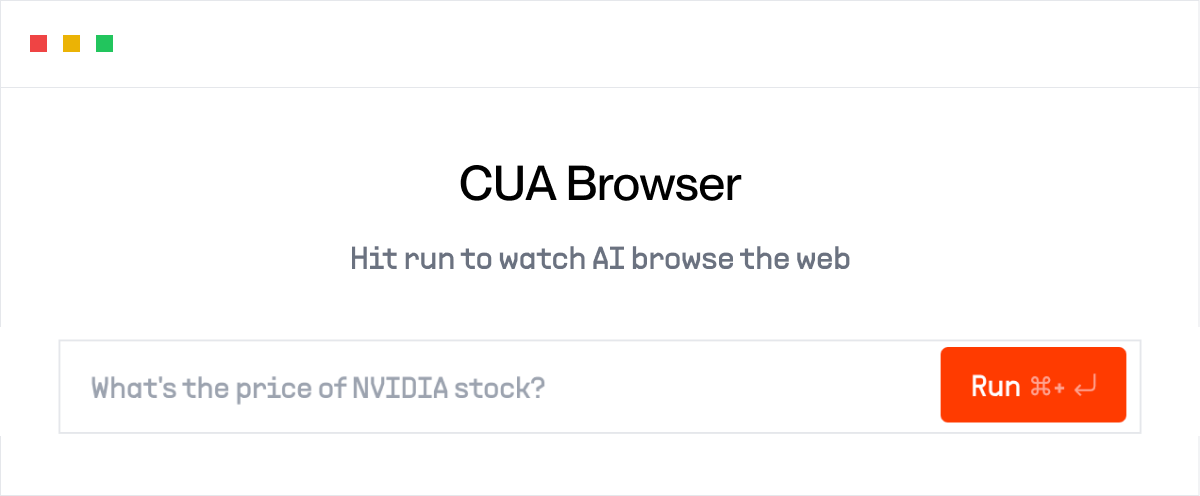 CUA Browser
Hit run to watch AI browse the web
What's the price of NVIDIA stock?
Run ⌘+ ↵